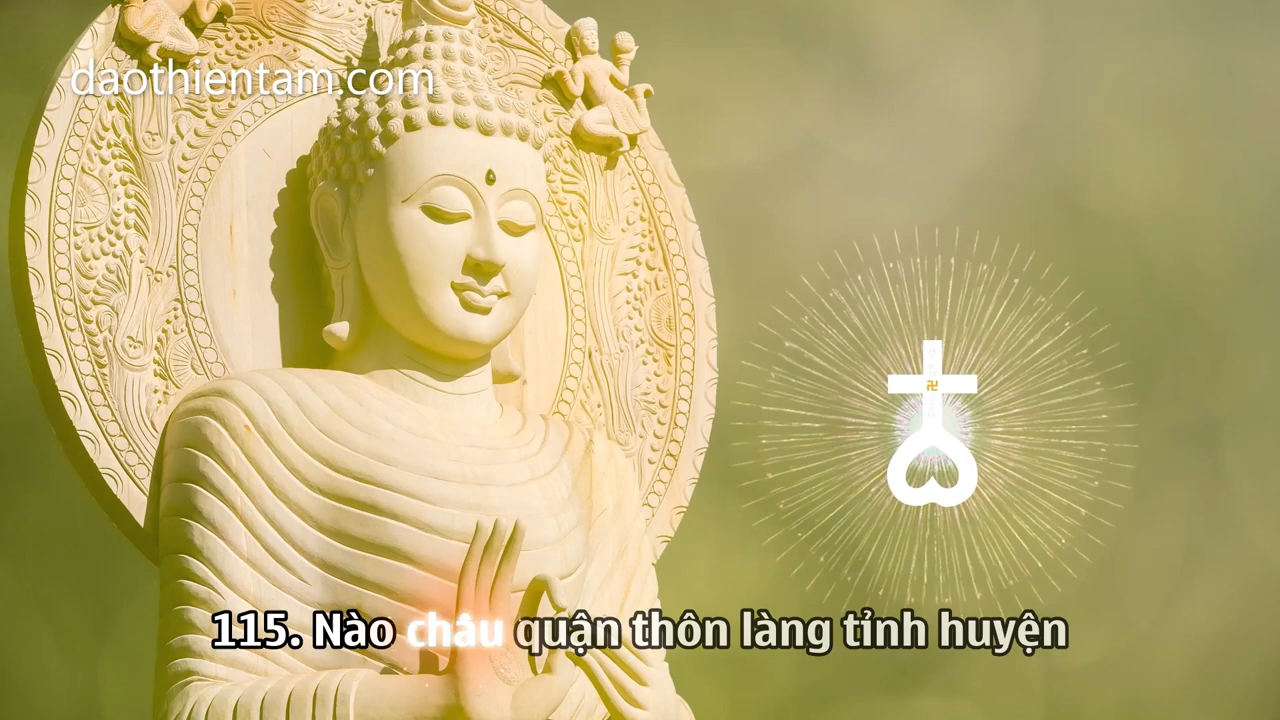 daothientam.com
115. Nào châu quận thôn làng tỉnh huyện